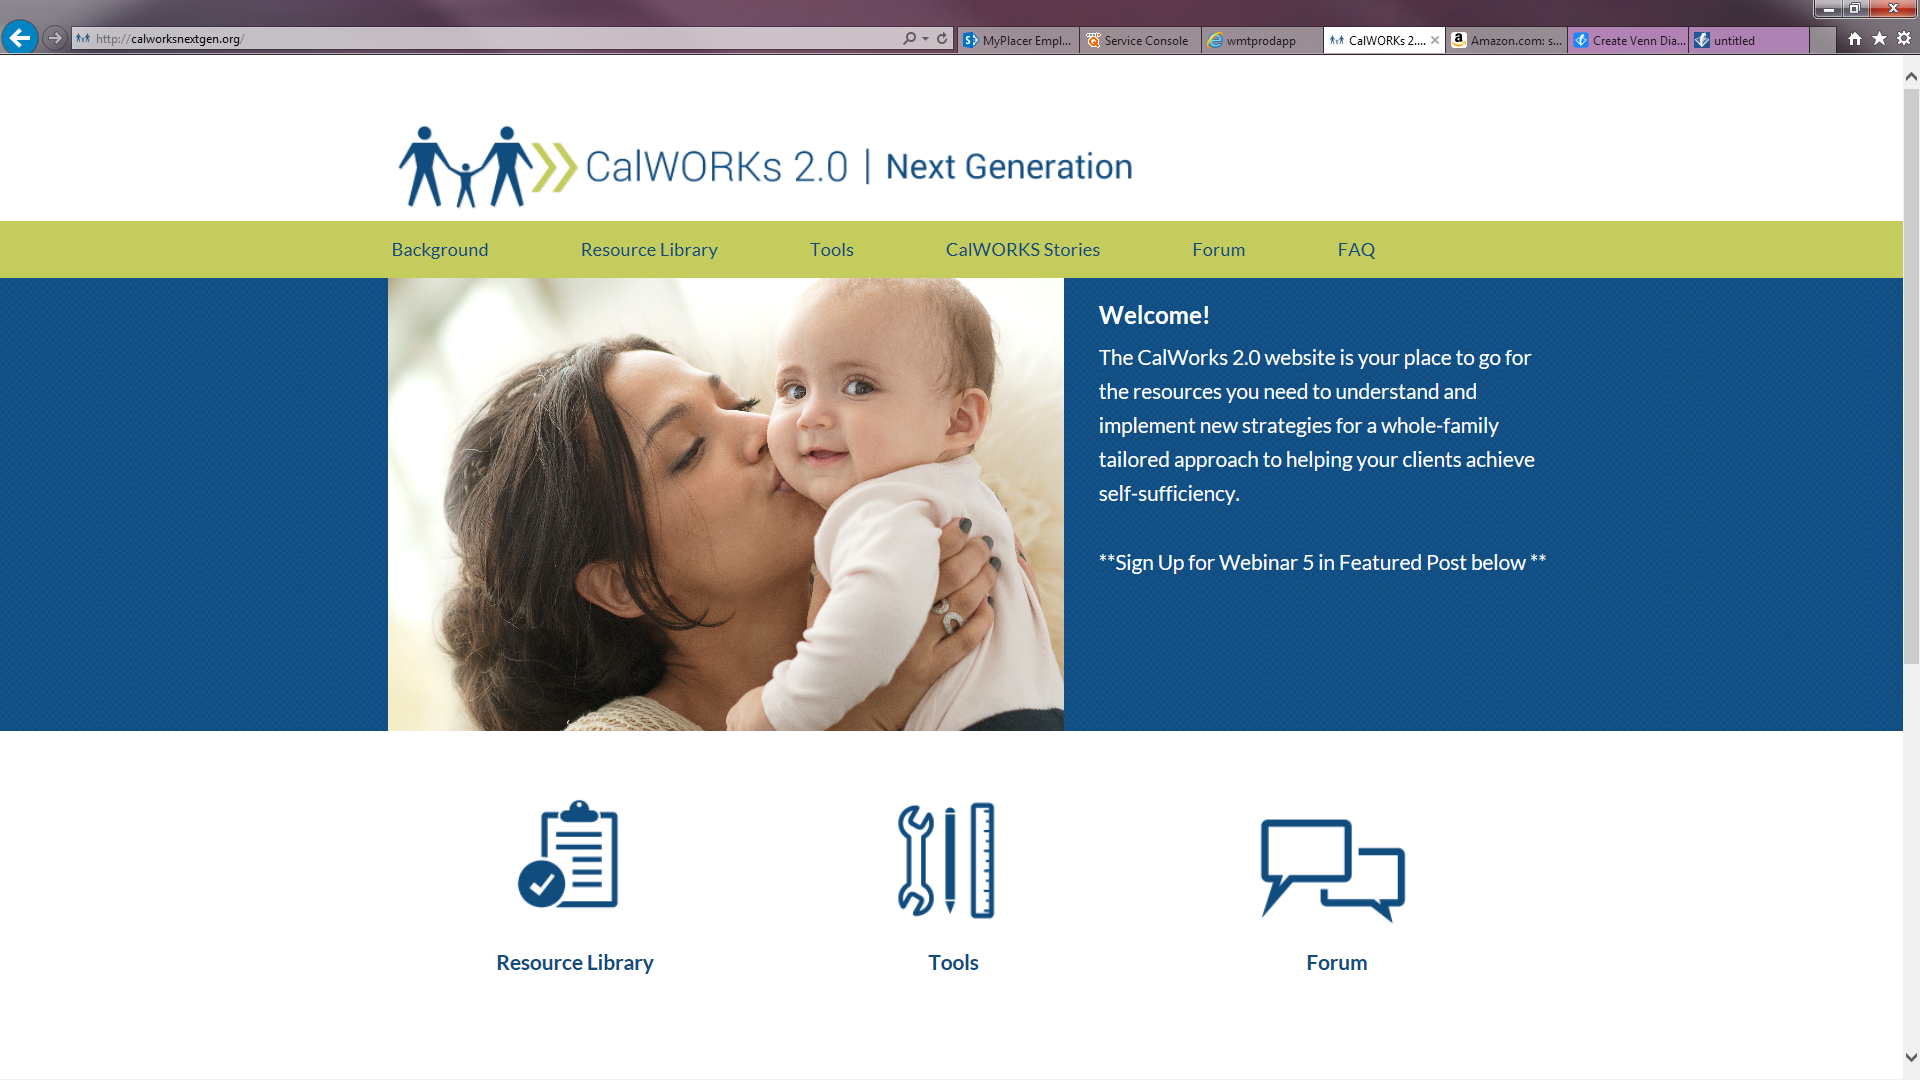 http://calworksnextgen.org/
MyPlacer Empl...
Service Console
wmtprodapp
CalWORKs 2....
Amazon.com: s...
Create Venn Dia...
untitled
CalWORKs 2.0 | Next Generation
Background
Resource Library
Tools
CalWORKS Stories
Forum
FAQ
Welcome!
The CalWorks 2.0 website is your place to go for
the resources you need to understand and
implement new strategies for a whole-family
tailored approach to helping your clients achieve
self-sufficiency.
**Sign Up for Webinar 5 in Featured Post below **
Resource Library
Tools
Forum